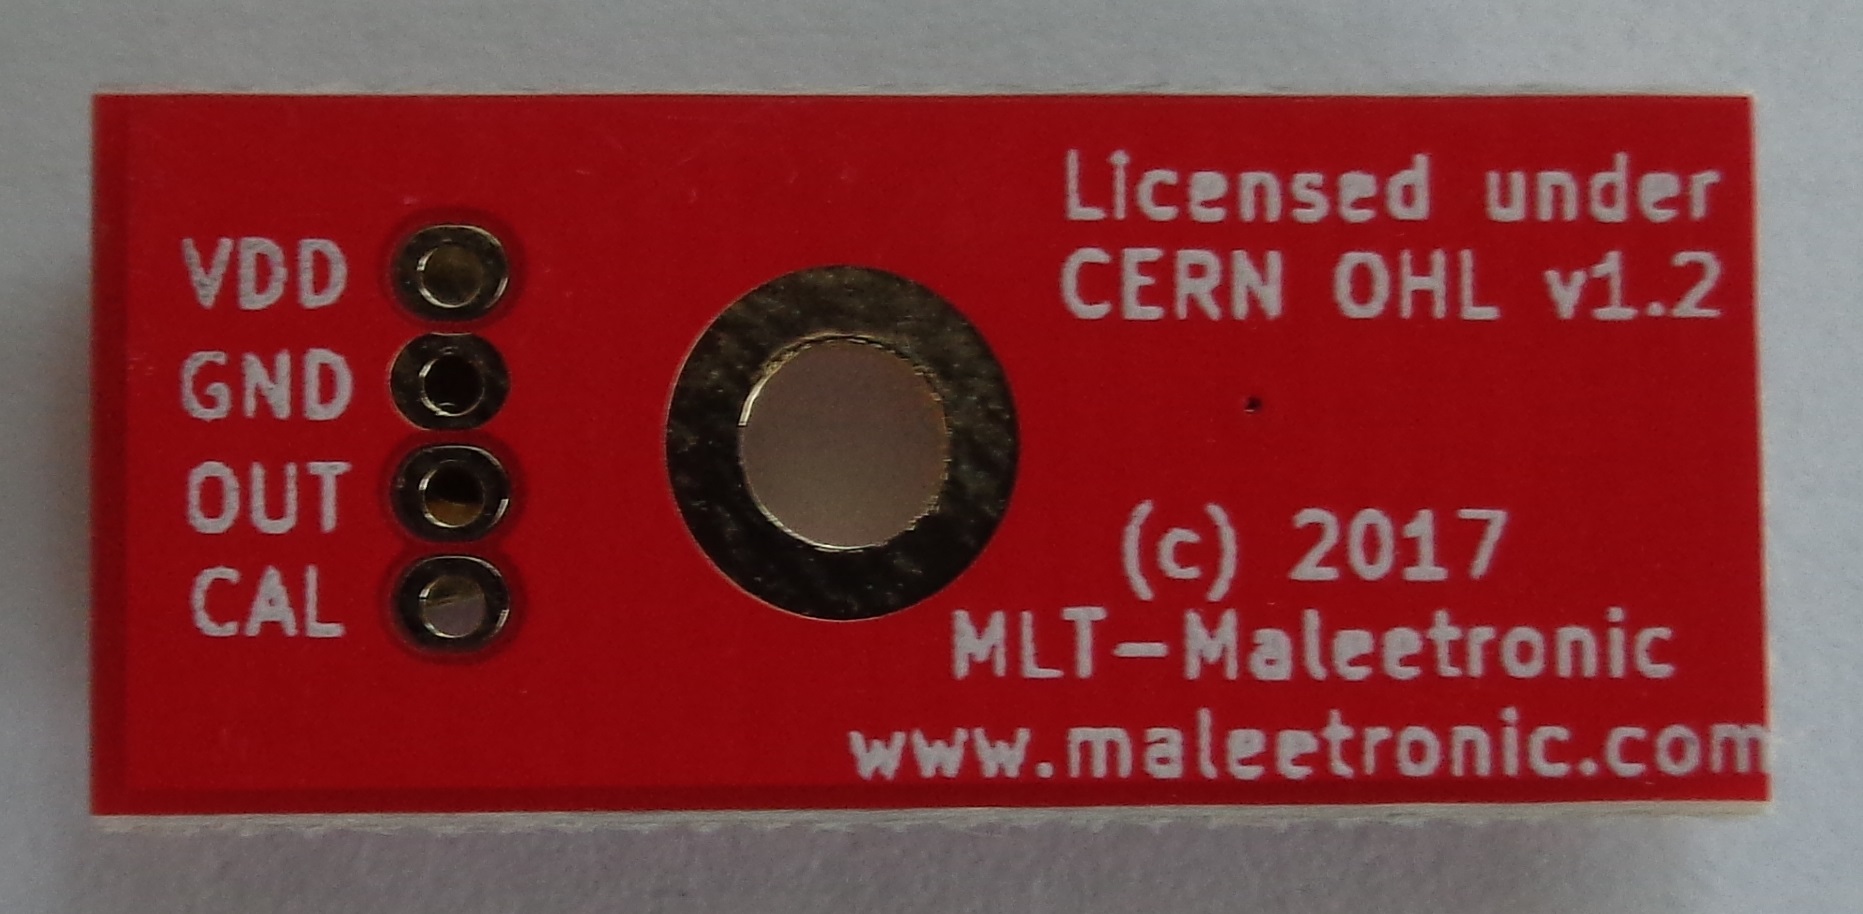 VDD
GND
OUT
CAL
Licensed under
CERN OHL v1.2
(c) 2017
MLT-Maleetronic
www.maleetronic.com